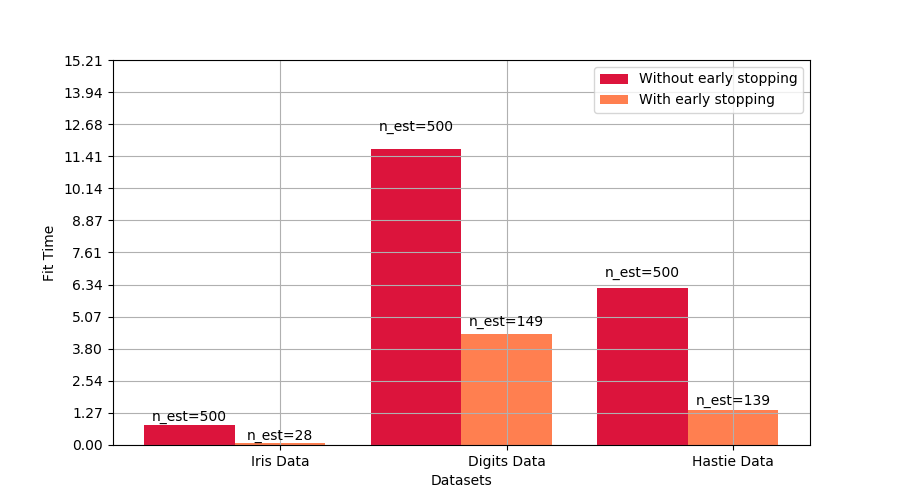 15.21
13.94
12.68
11.41
10.14
8.87
7.61
6.34
5.07
3.80
2.54
1.27
0.00
Fit Time
Without early stopping
With early stopping
n_est=500
n_est=500
n_est=149
n_est=500
n_est=139
n_est=28
Iris Data Digits Data Hastie Data
Datasets